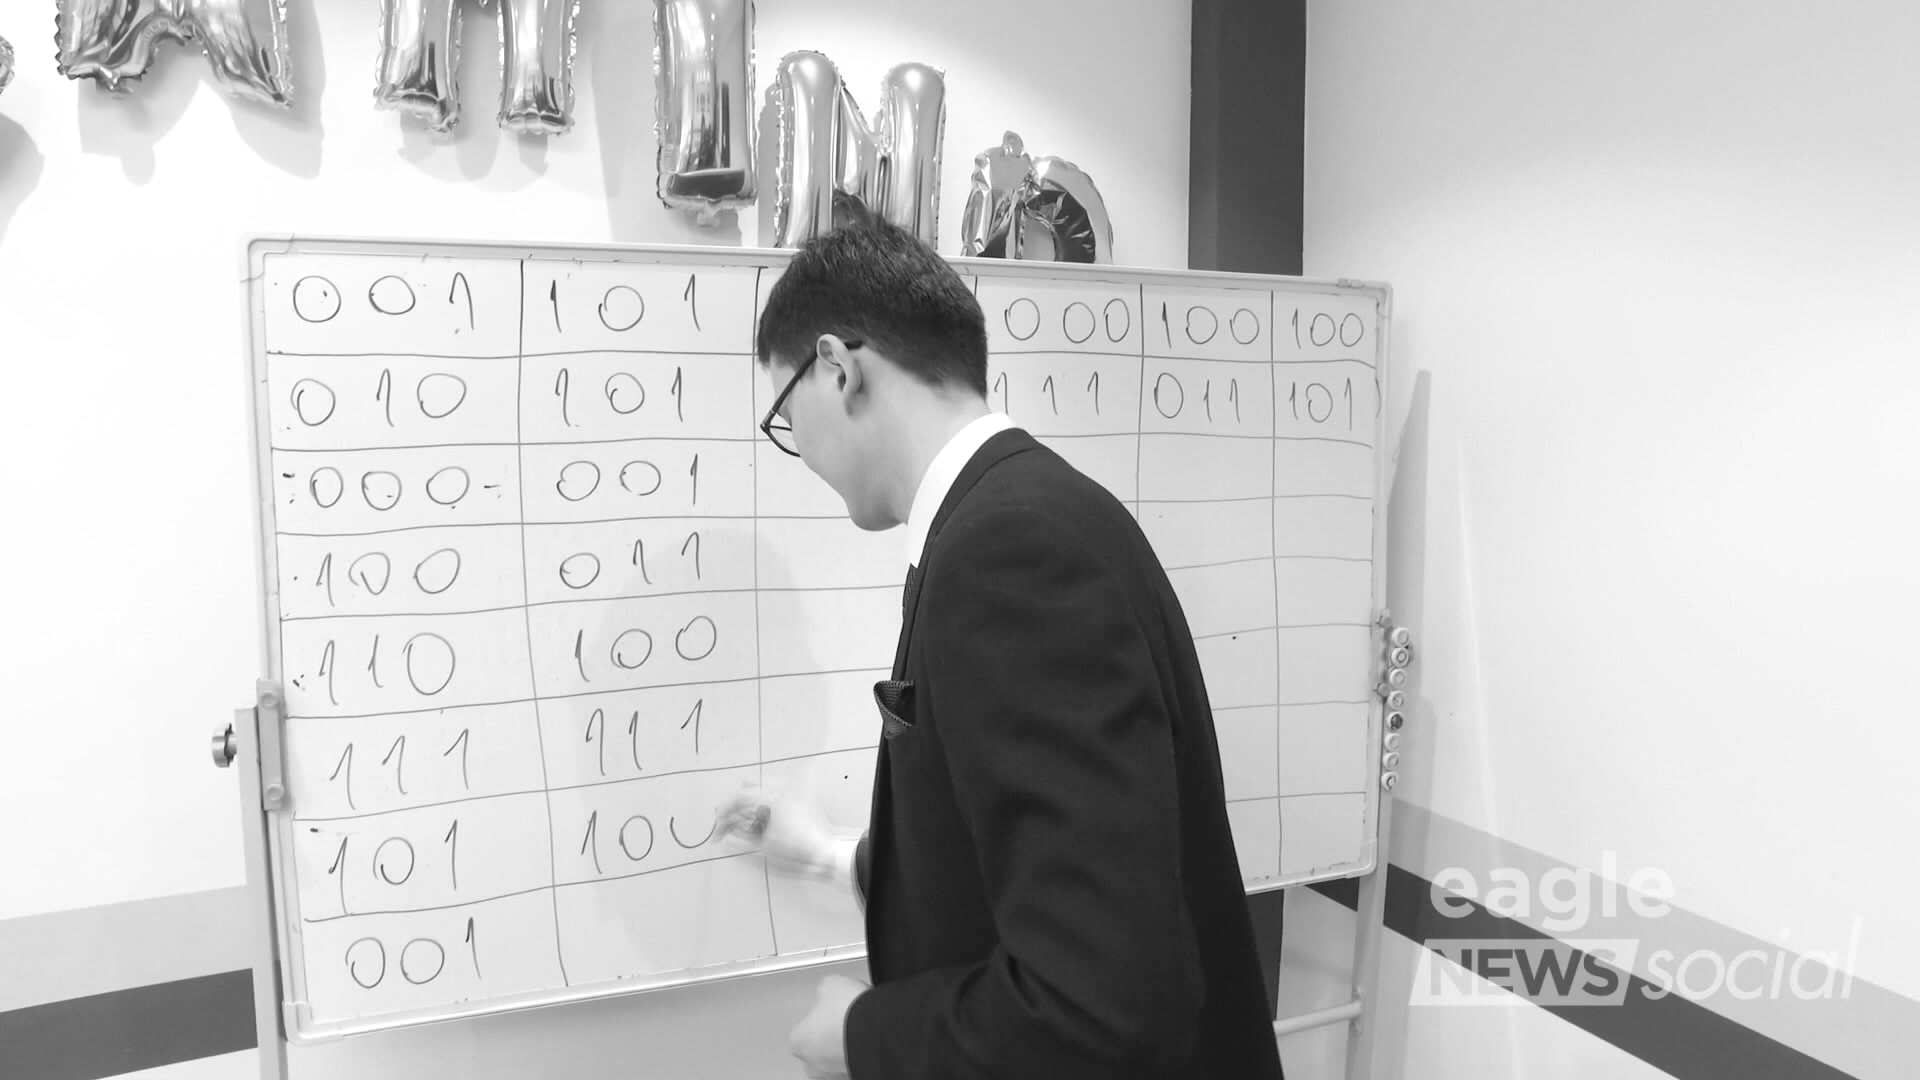 001 101 000 100 100
010 101 111 011 101
000 001
100 011
110 100
111 111
101 10
001
eagle
NEWS social